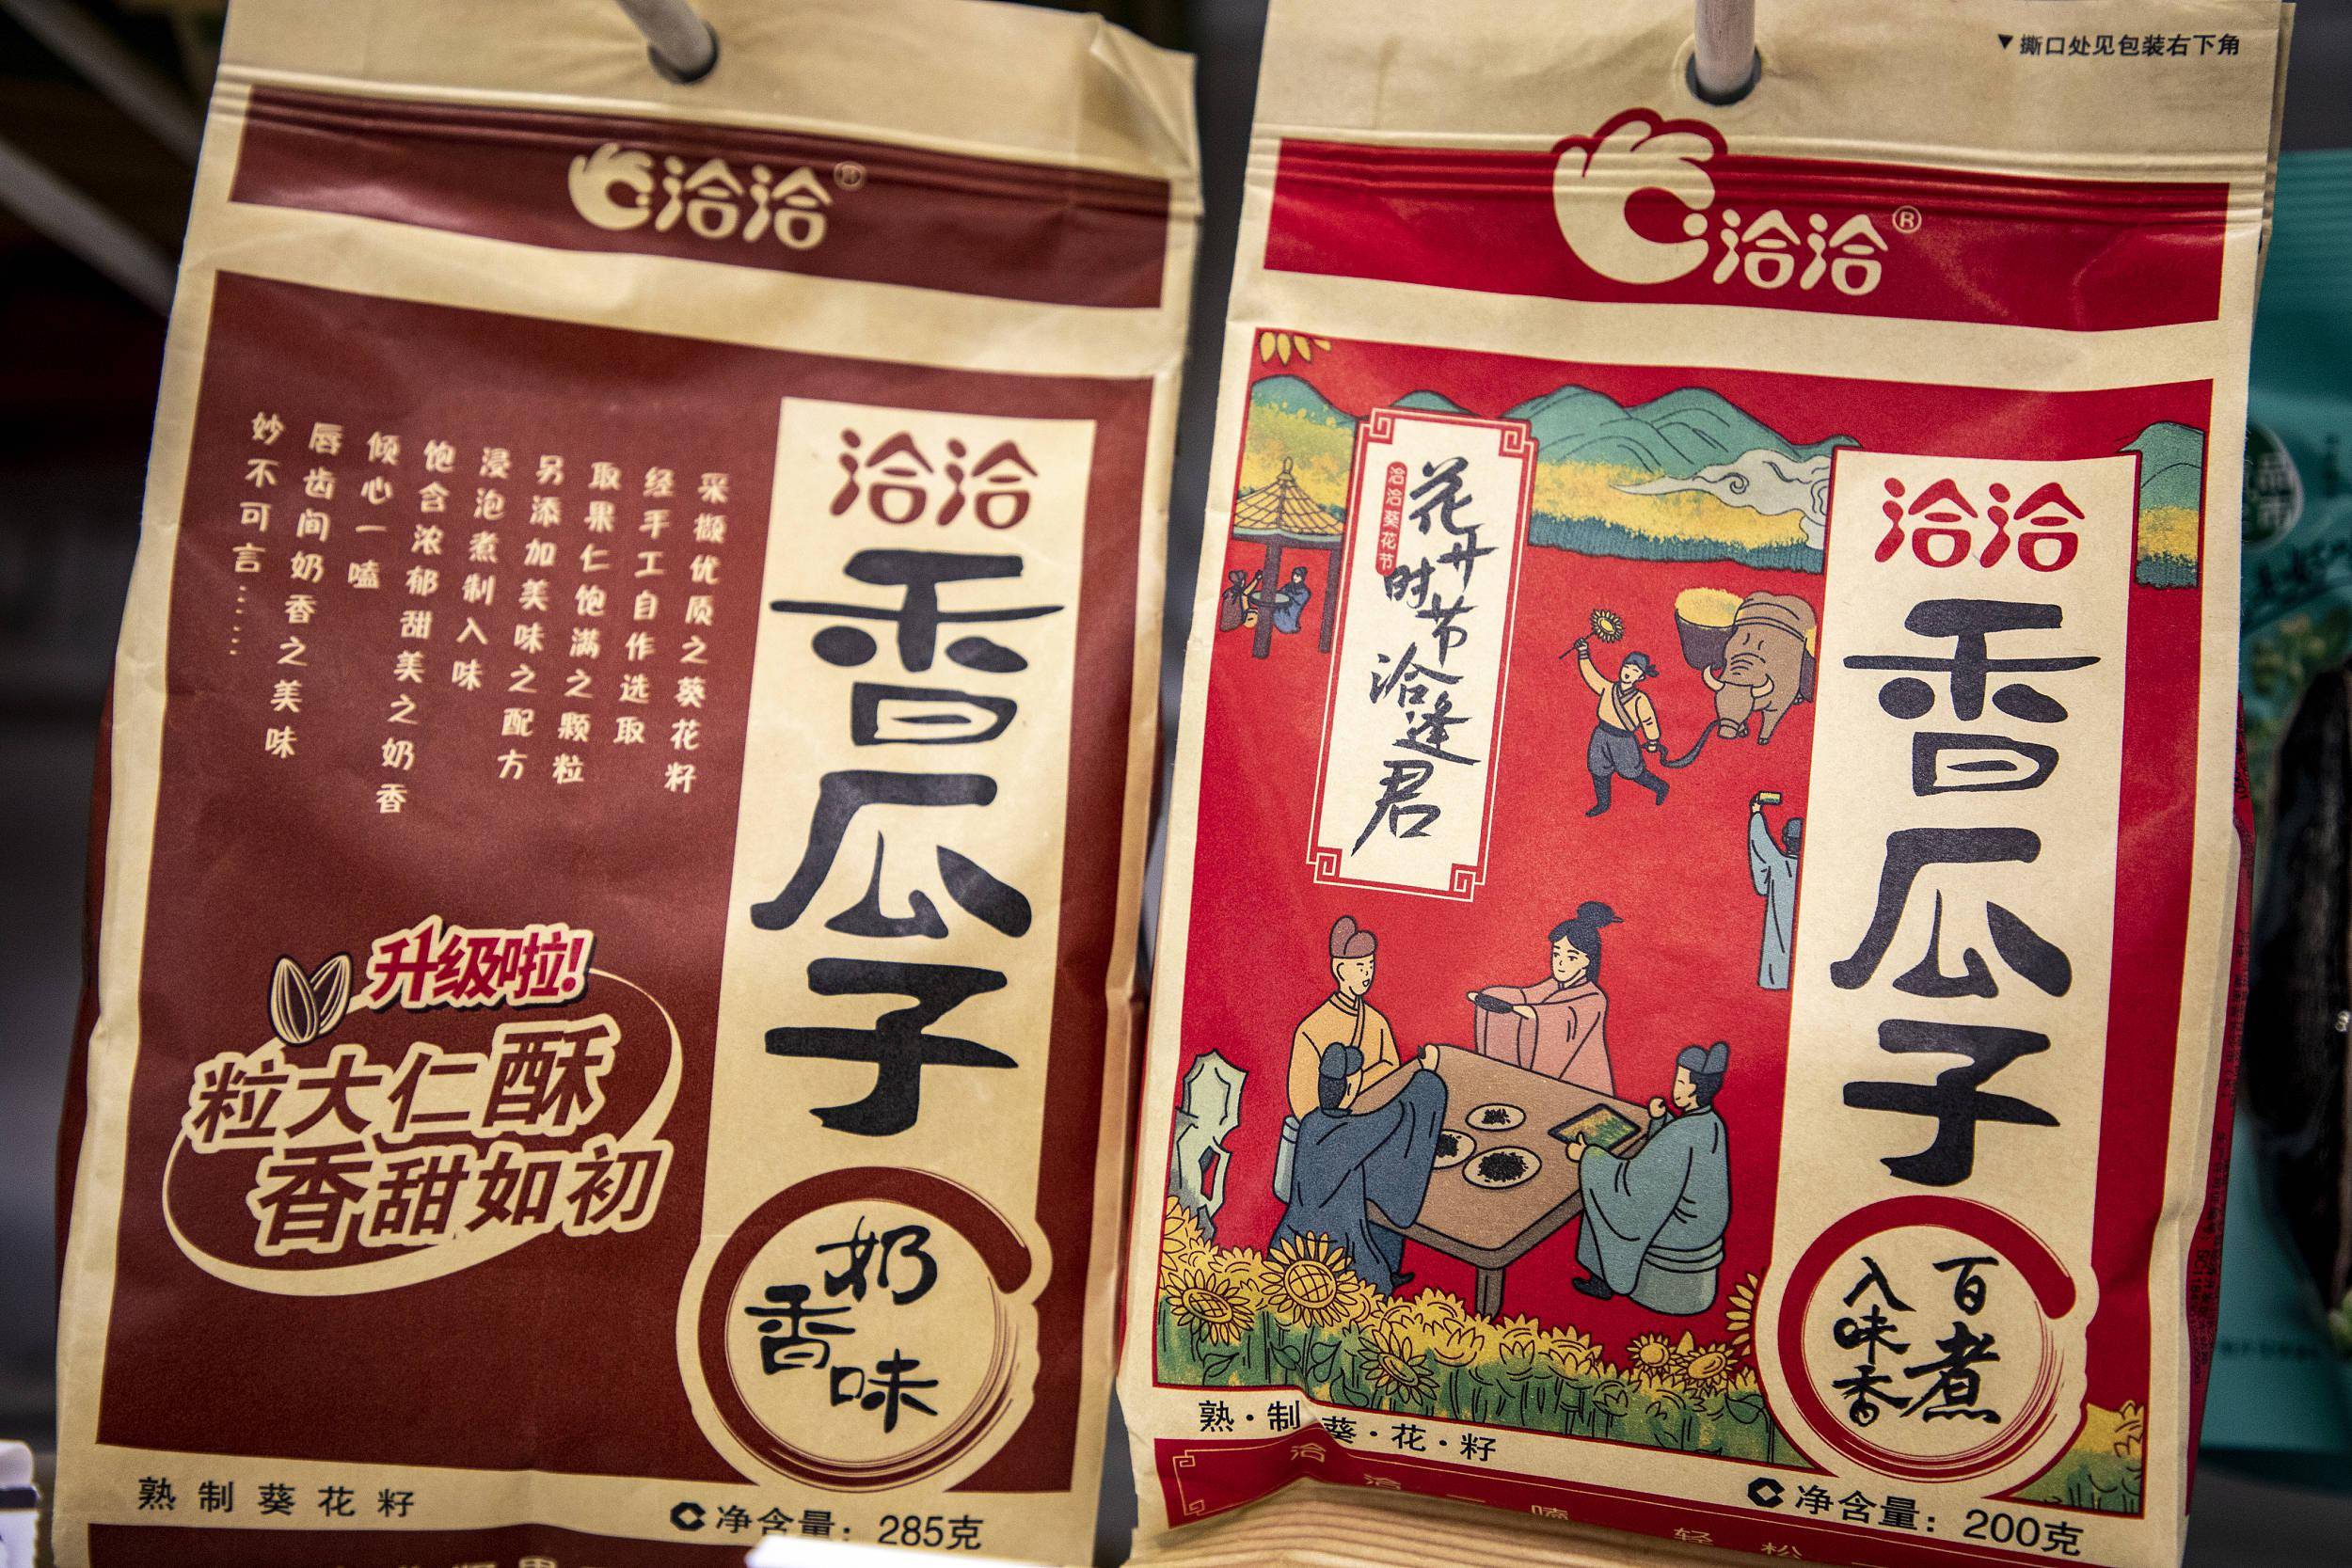 洽洽®
洽洽
香瓜子
奶香味
采撷优质之葵花籽
经手工自作选取
取果仁饱满之颗粒
另添加美味之配方
浸泡煮制入味
饱含浓郁甜美之奶香
倾心一嗑
唇齿间奶香之美味
妙不可言……
升级啦!
粒大仁酥
香甜如初
熟制葵花籽
净含量: 285克
▼撕口处见包装右下角
洽洽®
洽洽
香瓜子
百煮
入味香
花开时节洽逢君
洽洽葵花节
熟·制·葵·花·籽
净含量: 200克
洽洽一嗑 轻松